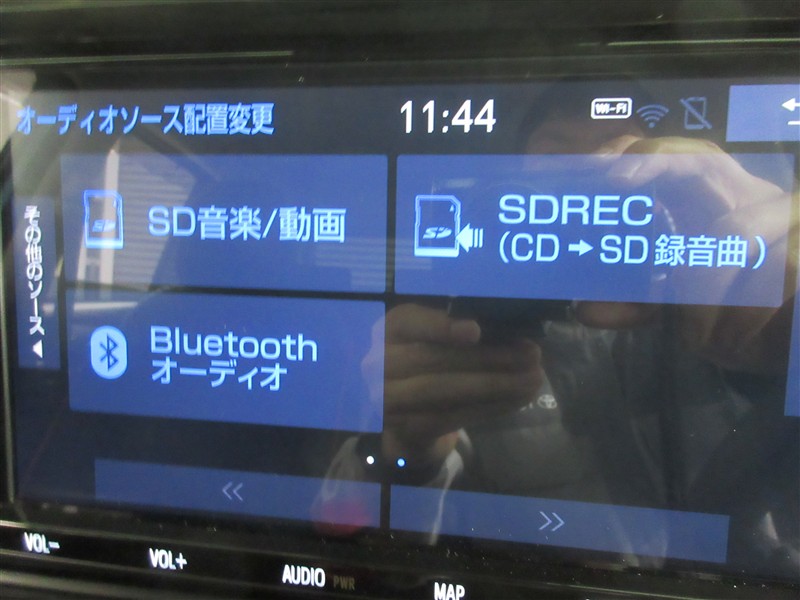 オーディオソース配置変更
11:44
Wi-Fi
その他のソース
SD音楽/動画
SDREC
(CD➡SD録音曲)
Bluetooth
オーディオ
VOL-
VOL+
AUDIO PWR
MAP